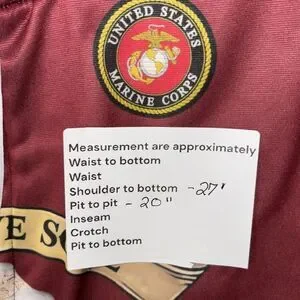 UNITED STATES
MARINE CORPS
Measurement are approximately
Waist to bottom
Waist
Shoulder to bottom - 27"
Pit to pit - 20"
Inseam
Crotch
Pit to bottom